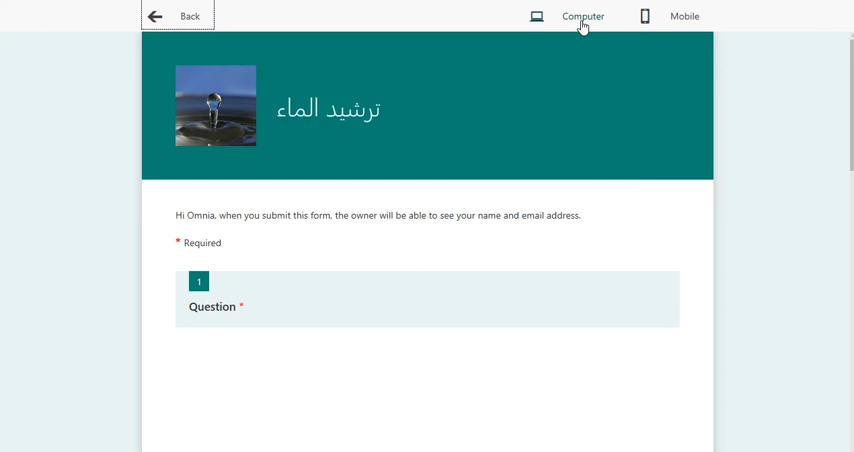 Back
Computer
Mobile
ترشيد الماء
Hi Omnia, when you submit this form, the owner will be able to see your name and email address.
* Required
1
Question *